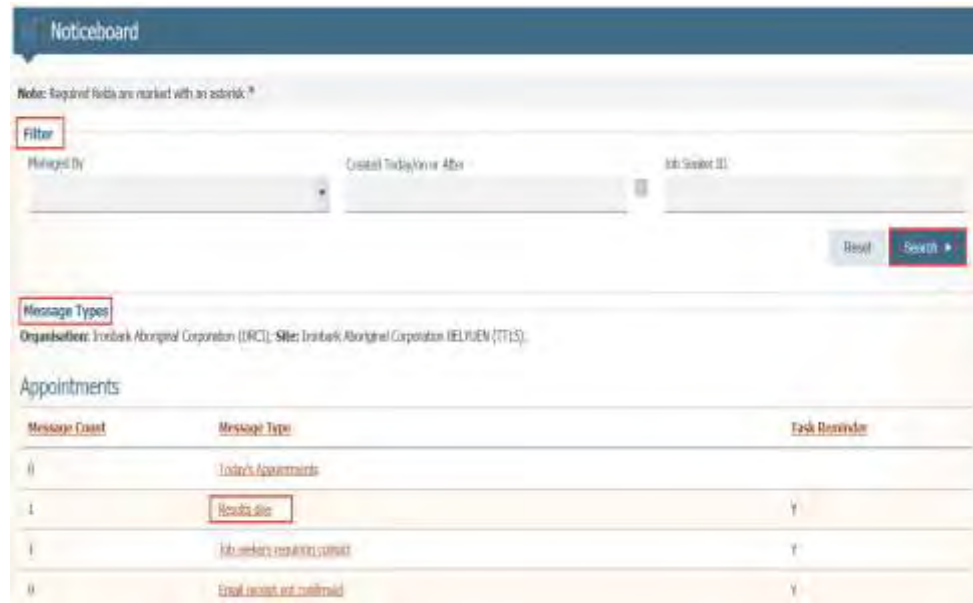 Noticeboard
Note: Required fields are marked with an asterisk *
Filter
Managed By
Created Today/on or After
Job Seeker ID
Reset
Search
Message Types
Organisation: Ironbark Aboriginal Corporation Site: Ironbark Aboriginal Corporation BELYUEN
Appointments
Message Count Message Type Task Reminder
0 Today's Appointments
1 Results due Y
1 Job seekers requiring contact Y
0 Email receipt not confirmed Y